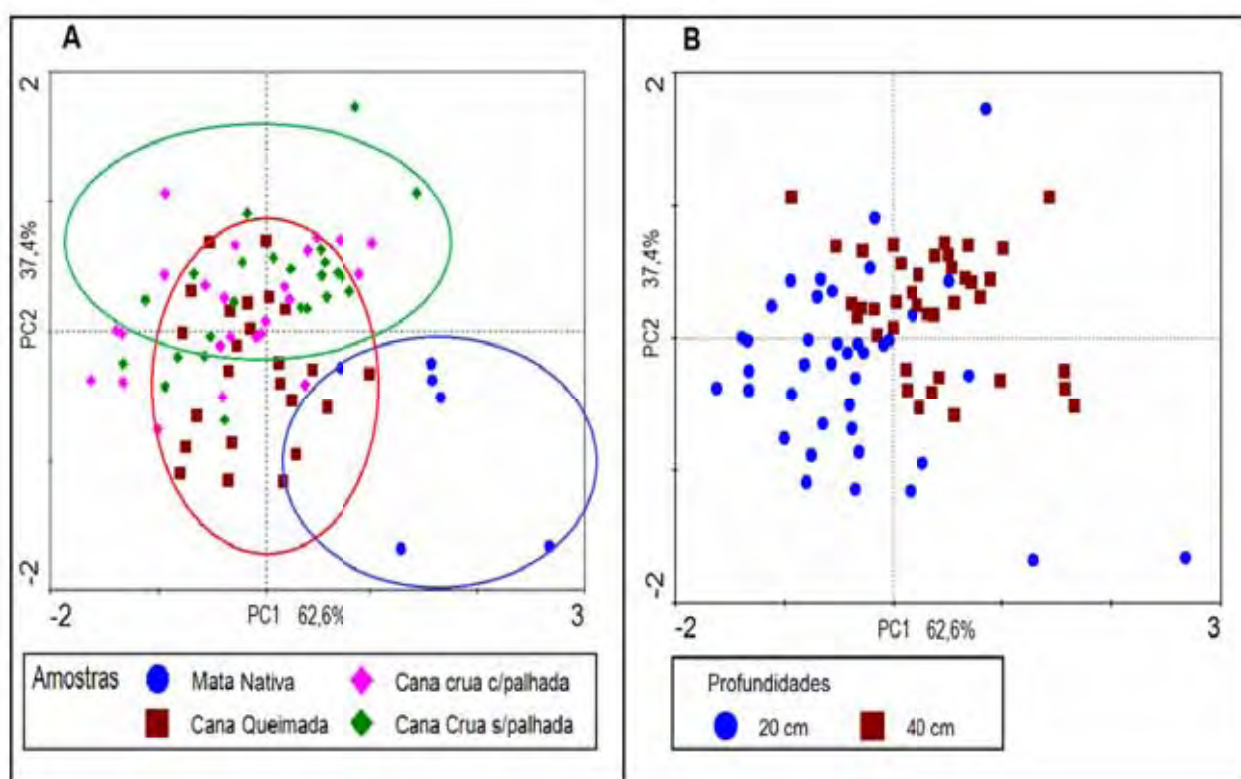 A
2
37,4%
PC2
-2
-2
PC1 62,6%
3
Amostras
Mata Nativa
Cana crua c/palhada
Cana Queimada
Cana Crua s/palhada
B
2
37,4%
PC2
-2
-2
PC1 62,6%
3
Profundidades
20 cm
40 cm